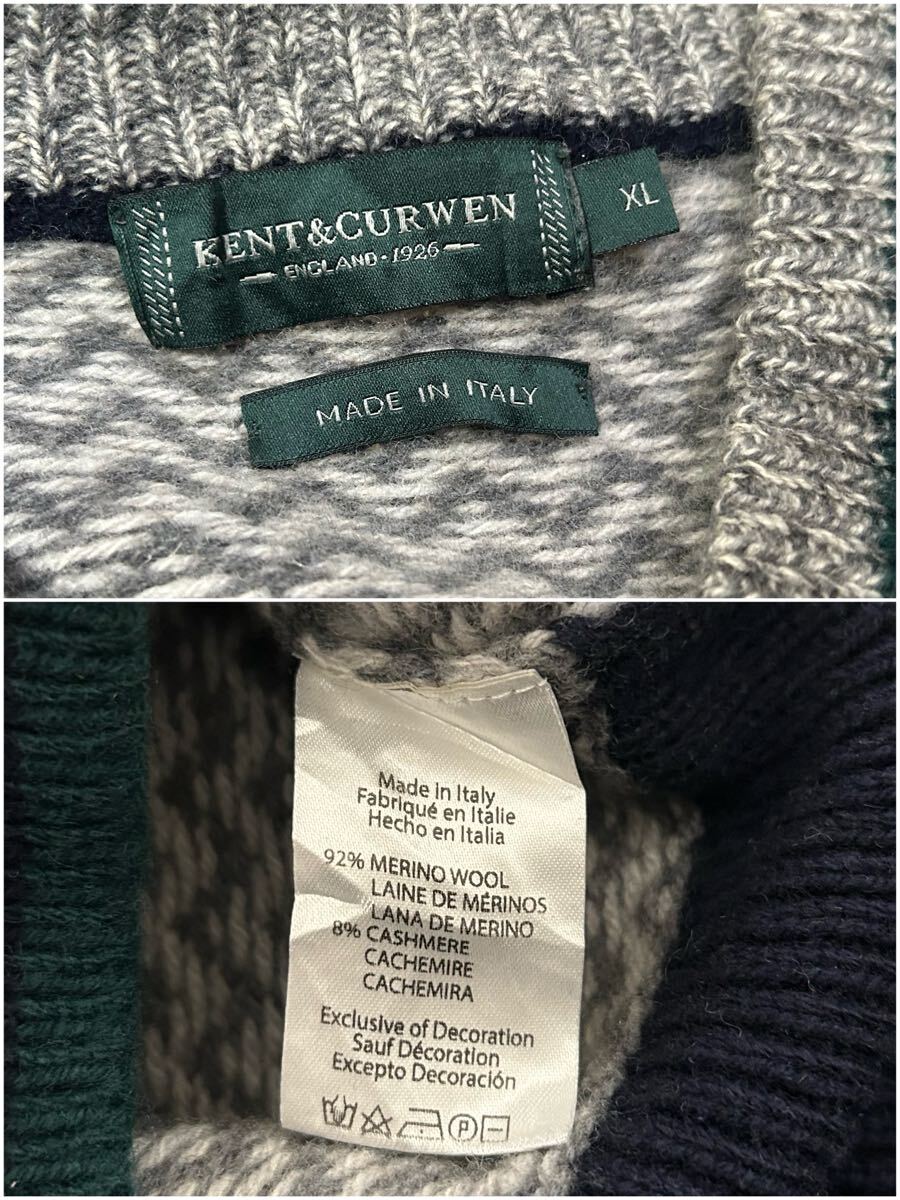 KENT&CURWEN
ENGLAND·1926
XL
MADE IN ITALY
Made in Italy
Fabriqué en Italie
Hecho en Italia
92% MERINO WOOL
LAINE DE MÉRINOS
LANA DE MERINO
8% CASHMERE
CACHEMIRE
CACHEMIRA
Exclusive of Decoration
Sauf Décoration
Excepto Decoración
P